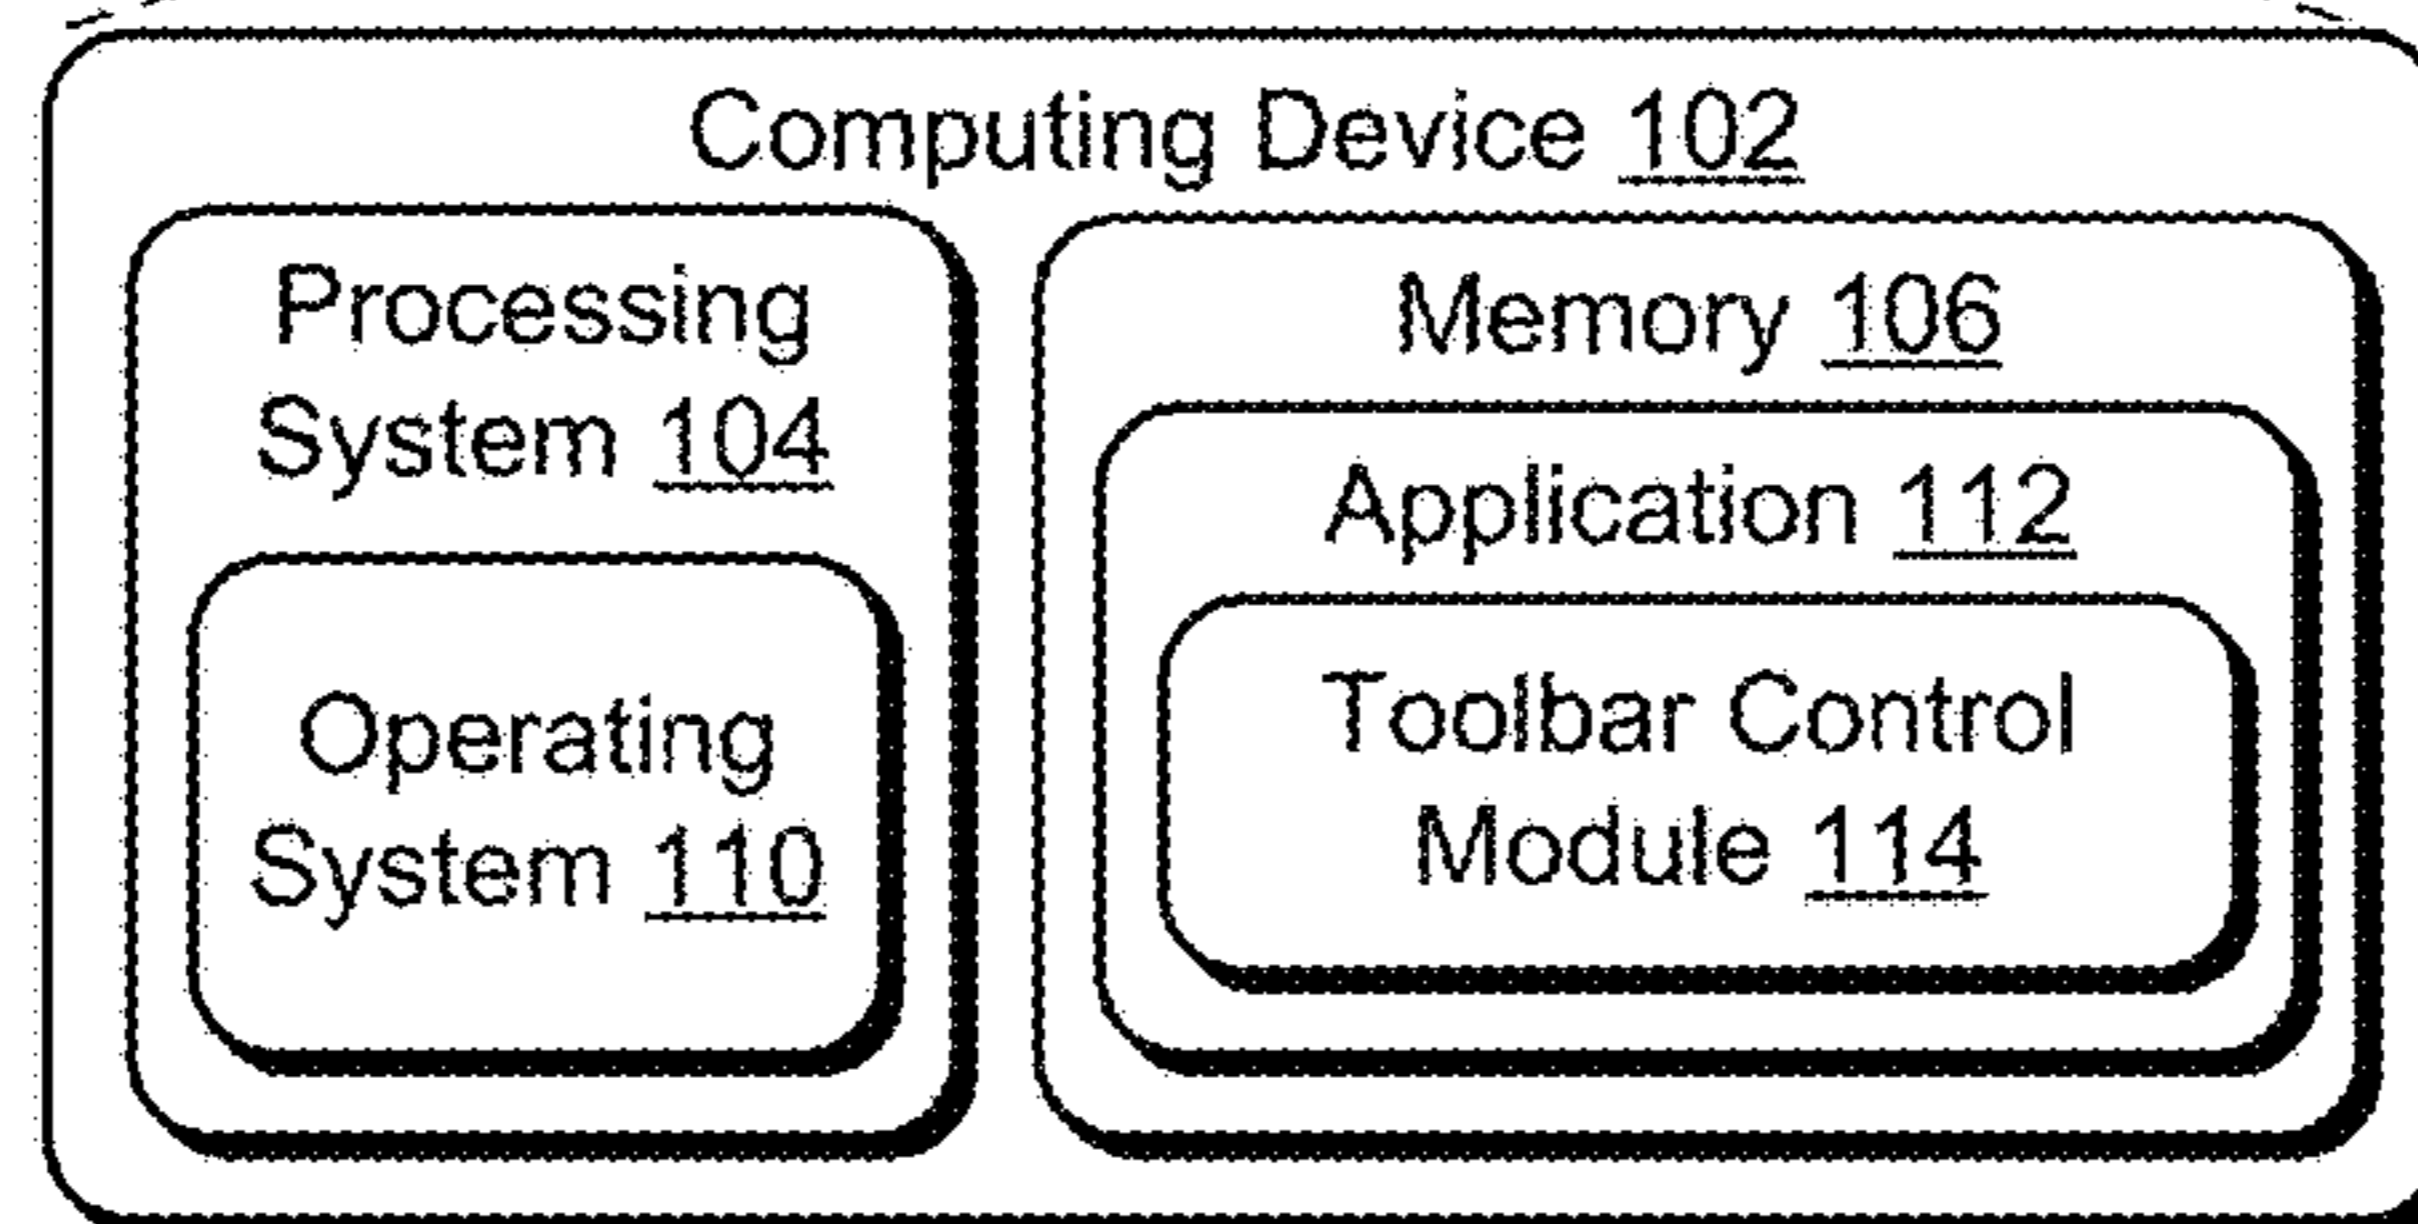 Computing Device 102
Processing
System 104
Operating
System 110
Memory 106
Application 112
Toolbar Control
Module 114